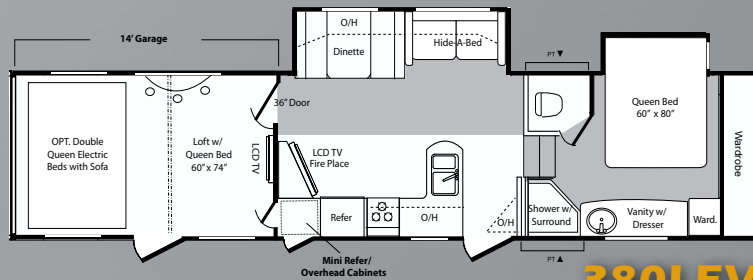 14' Garage
O/H
Dinette
Hide-A-Bed
PT
36" Door
OPT. Double
Queen Electric
Beds with Sofa
Loft w/
Queen Bed
60" x 74"
LCD TV
LCD TV
Fire Place
Queen Bed
60" x 80"
Wardrobe
Refer
O/H
O/H
Shower w/
Surround
Vanity w/
Dresser
Ward.
Mini Refer/
Overhead Cabinets
PT